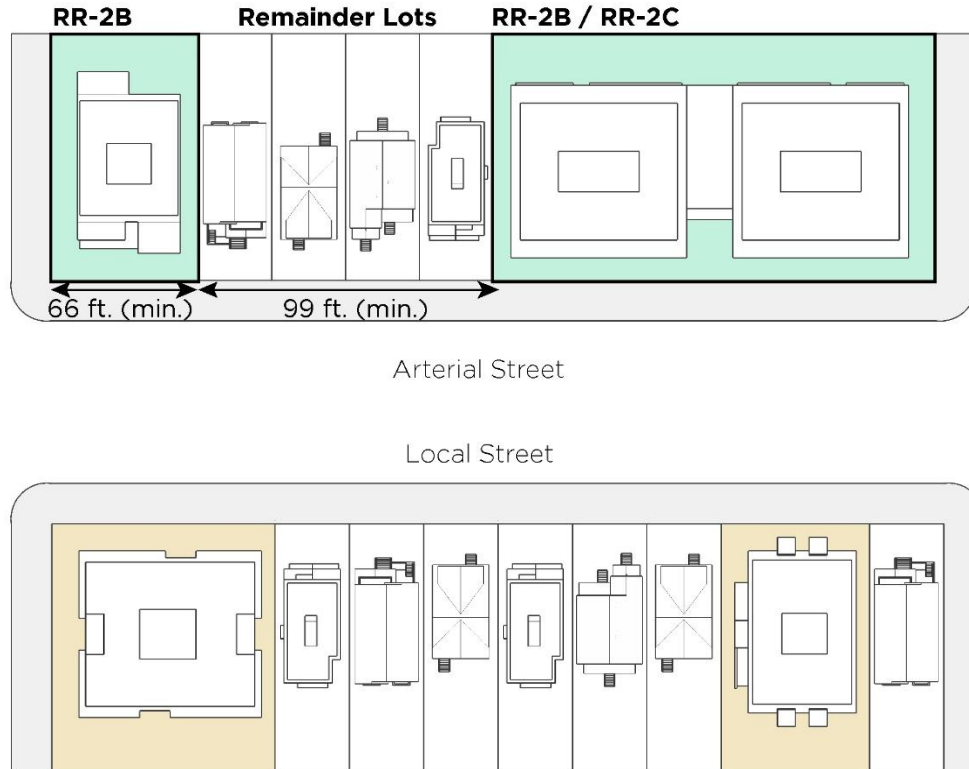 RR-2B Remainder Lots RR-2B / RR-2C
66 ft. (min.) 99 ft. (min.)
Arterial Street
Local Street